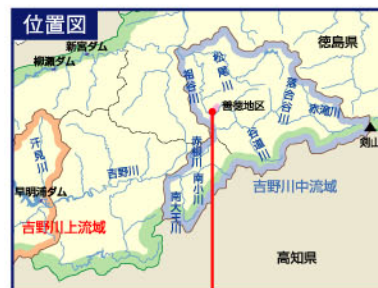 位置図
徳島県
新宮ダム
柳瀬ダム
松尾川
祖谷川
落合谷川
善徳地区
赤滝川
谷道川
剣山
汗見川
吉野川
赤根川
早明浦ダム
南小川
南大王川
吉野川中流域
吉野川上流域
高知県